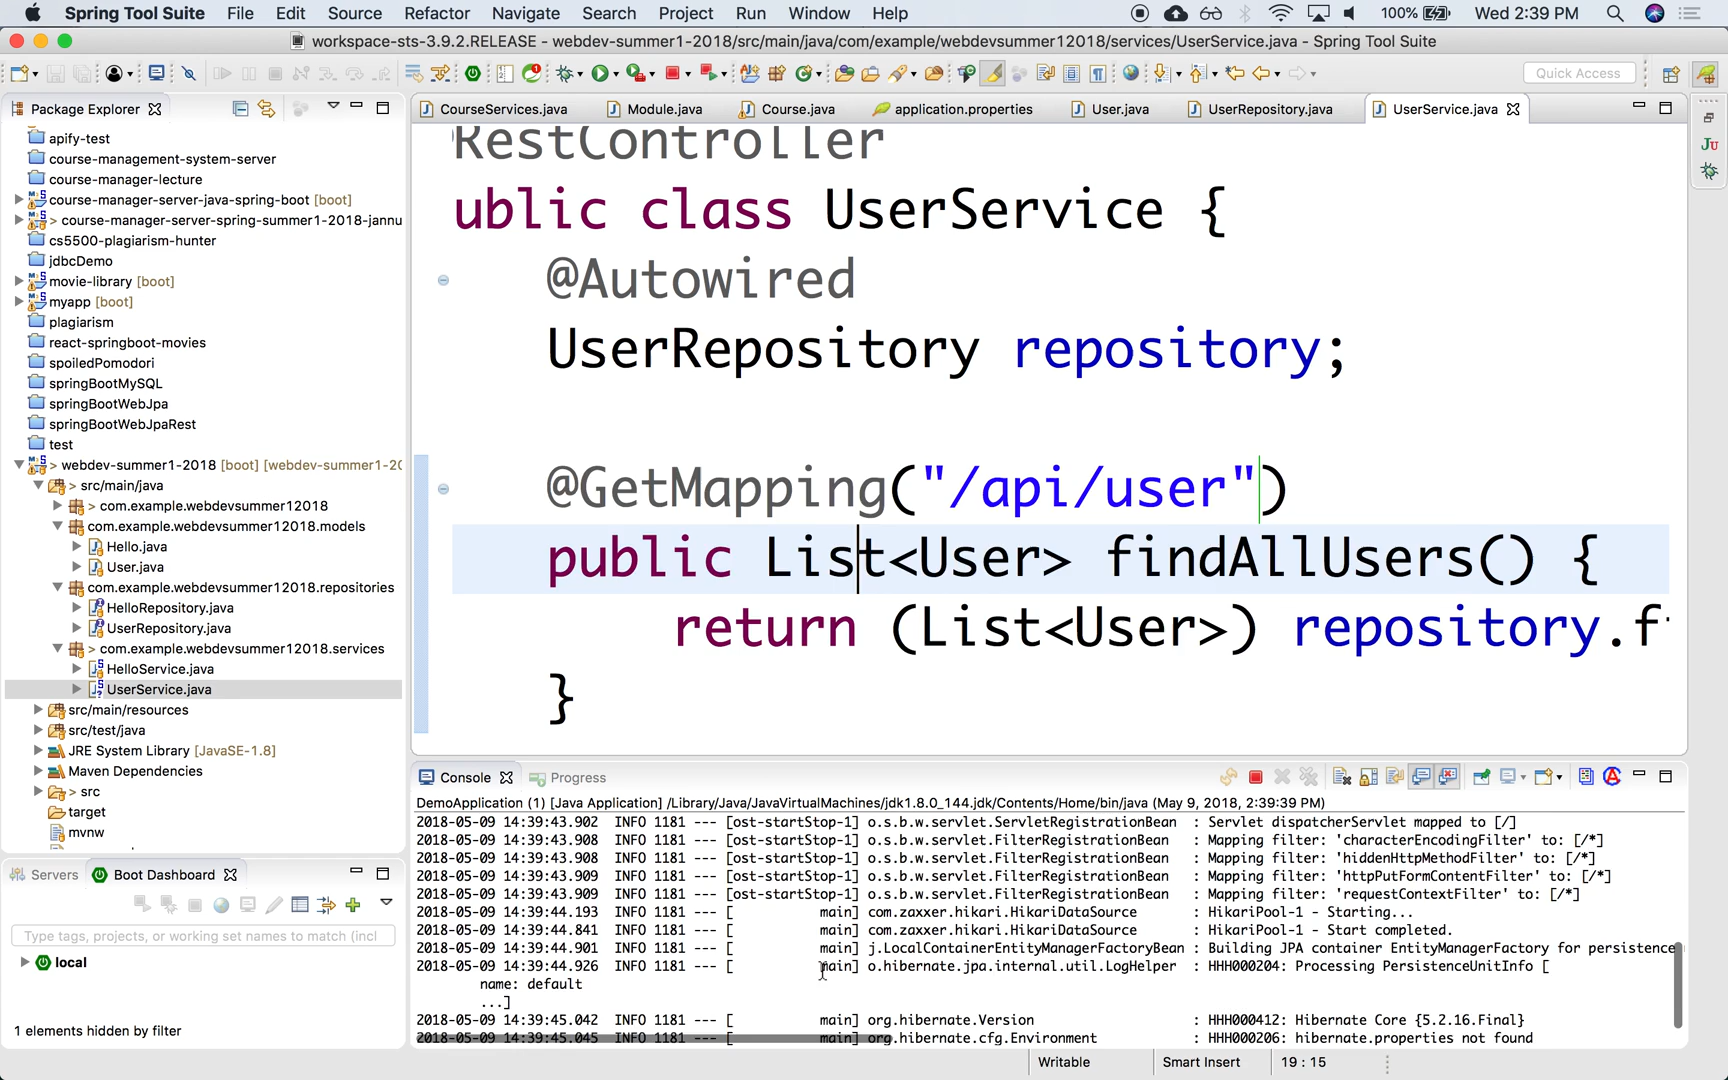 Spring Tool Suite File Edit Source Refactor Navigate Search Project Run Window Help 100% Wed 2:39 PM
workspace-sts-3.9.2.RELEASE - webdev-summer1-2018/src/main/java/com/example/webdevsummer12018/services/UserService.java - Spring Tool Suite
Quick Access
Package Explorer
CourseServices.java Module.java Course.java application.properties User.java UserRepository.java UserService.java
apify-test
course-management-system-server
course-manager-lecture
course-manager-server-java-spring-boot [boot]
> course-manager-server-spring-summer1-2018-jannu
cs5500-plagiarism-hunter
jdbcDemo
movie-library [boot]
myapp [boot]
plagiarism
react-springboot-movies
spoiledPomodori
springBootMySQL
springBootWebJpa
springBootWebJpaRest
test
> webdev-summer1-2018 [boot] [webdev-summer1-20
> src/main/java
> com.example.webdevsummer12018
com.example.webdevsummer12018.models
Hello.java
User.java
com.example.webdevsummer12018.repositories
HelloRepository.java
UserRepository.java
> com.example.webdevsummer12018.services
HelloService.java
UserService.java
src/main/resources
src/test/java
JRE System Library [JavaSE-1.8]
Maven Dependencies
> src
target
mvnw
RestController
ublic class UserService {
@Autowired
UserRepository repository;
@GetMapping("/api/user")
public List<User> findAllUsers() {
return (List<User>) repository.f
}
Servers Boot Dashboard
Type tags, projects, or working set names to match (incl
local
1 elements hidden by filter
Console Progress
DemoApplication (1) [Java Application] /Library/Java/JavaVirtualMachines/jdk1.8.0_144.jdk/Contents/Home/bin/java (May 9, 2018, 2:39:39 PM)
2018-05-09 14:39:43.902 INFO 1181 --- [ost-startStop-1] o.s.b.w.servlet.ServletRegistrationBean : Servlet dispatcherServlet mapped to [/]
2018-05-09 14:39:43.908 INFO 1181 --- [ost-startStop-1] o.s.b.w.servlet.FilterRegistrationBean : Mapping filter: 'characterEncodingFilter' to: [/*]
2018-05-09 14:39:43.908 INFO 1181 --- [ost-startStop-1] o.s.b.w.servlet.FilterRegistrationBean : Mapping filter: 'hiddenHttpMethodFilter' to: [/*]
2018-05-09 14:39:43.909 INFO 1181 --- [ost-startStop-1] o.s.b.w.servlet.FilterRegistrationBean : Mapping filter: 'httpPutFormContentFilter' to: [/*]
2018-05-09 14:39:43.909 INFO 1181 --- [ost-startStop-1] o.s.b.w.servlet.FilterRegistrationBean : Mapping filter: 'requestContextFilter' to: [/*]
2018-05-09 14:39:44.193 INFO 1181 --- [ main] com.zaxxer.hikari.HikariDataSource : HikariPool-1 - Starting...
2018-05-09 14:39:44.841 INFO 1181 --- [ main] com.zaxxer.hikari.HikariDataSource : HikariPool-1 - Start completed.
2018-05-09 14:39:44.901 INFO 1181 --- [ main] j.LocalContainerEntityManagerFactoryBean : Building JPA container EntityManagerFactory for persistence
2018-05-09 14:39:44.926 INFO 1181 --- [ main] o.hibernate.jpa.internal.util.LogHelper : HHH000204: Processing PersistenceUnitInfo [
name: default
...]
2018-05-09 14:39:45.042 INFO 1181 --- [ main] org.hibernate.Version : HHH000412: Hibernate Core {5.2.16.Final}
2018-05-09 14:39:45.045 INFO 1181 --- [ main] org.hibernate.cfg.Environment : HHH000206: hibernate.properties not found
Writable Smart Insert 19 : 15